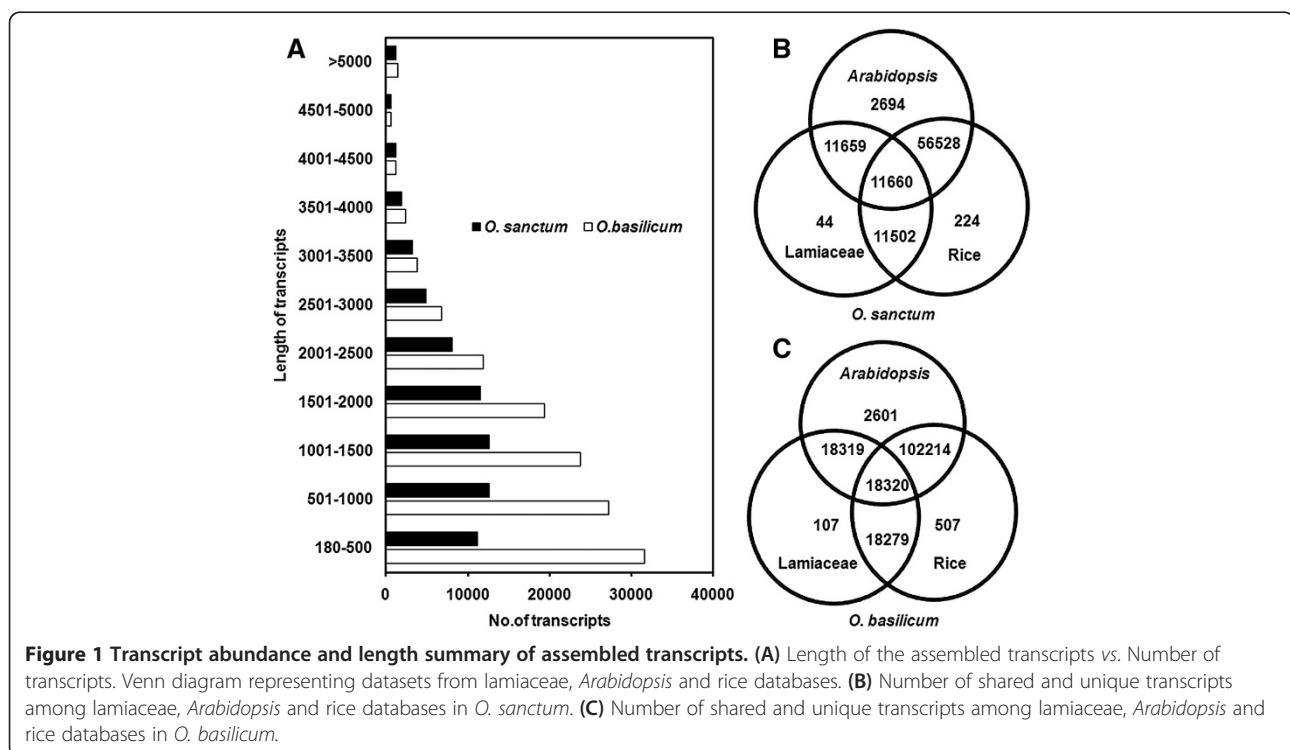 A
>5000
4501-5000
4001-4500
3501-4000
3001-3500
2501-3000
2001-2500
1501-2000
1001-1500
501-1000
180-500
Length of transcripts
O. sanctum O.basilicum
0 10000 20000 30000 40000
No.of transcripts
B
Arabidopsis
2694
11659 56528
11660
44 11502 224
Lamiaceae Rice
O. sanctum
C
Arabidopsis
2601
18319 102214
18320
107 18279 507
Lamiaceae Rice
O. basilicum
Figure 1 Transcript abundance and length summary of assembled transcripts. (A) Length of the assembled transcripts vs. Number of
transcripts. Venn diagram representing datasets from lamiaceae, Arabidopsis and rice databases. (B) Number of shared and unique transcripts
among lamiaceae, Arabidopsis and rice databases in O. sanctum. (C) Number of shared and unique transcripts among lamiaceae, Arabidopsis and
rice databases in O. basilicum.